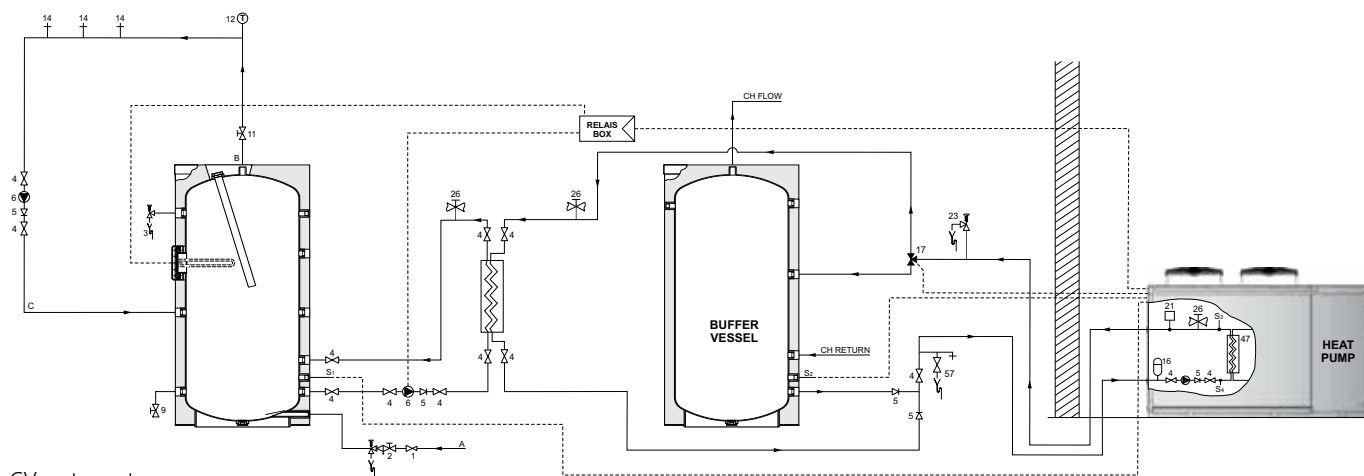 14 14 14
12 T
11
B
4
6
5
4
3
C
9
RELAIS
BOX
CH FLOW
26 26
4 4
4 4
4
S1
4 4 6 5 4
2 1 A
BUFFER
VESSEL
CH RETURN
S2
17
23
5
4
57
5
21 26 S3
47
16
4 5 4
S4
HEAT
PUMP